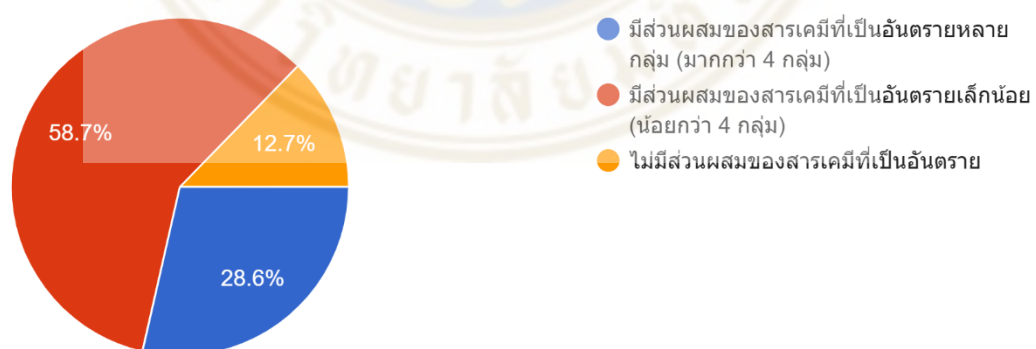 มีส่วนผสมของสารเคมีที่เป็นอันตรายหลาย
กลุ่ม (มากกว่า 4 กลุ่ม)
มีส่วนผสมของสารเคมีที่เป็นอันตรายเล็กน้อย
(น้อยกว่า 4 กลุ่ม)
ไม่มีส่วนผสมของสารเคมีที่เป็นอันตราย
58.7%
12.7%
28.6%